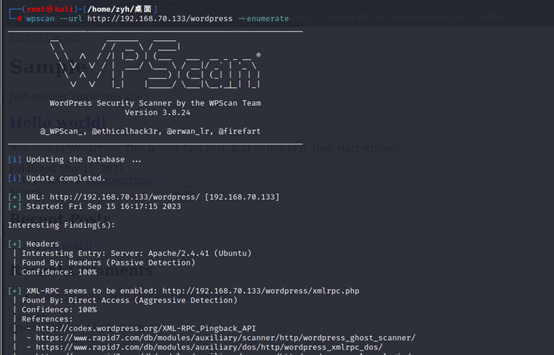 ┌──(root㉿kali)-[/home/zyh/桌面]
└─# wpscan --url http://192.168.70.133/wordpress --enumerate
WPScan ®
WordPress Security Scanner by the WPScan Team
Version 3.8.24
@_WPScan_, @ethicalhack3r, @erwan_lr, @firefart
[i] Updating the Database ...
[i] Update completed.
[+] URL: http://192.168.70.133/wordpress/ [192.168.70.133]
[+] Started: Fri Sep 15 16:17:15 2023
Interesting Finding(s):
[+] Headers
| Interesting Entry: Server: Apache/2.4.41 (Ubuntu)
| Found By: Headers (Passive Detection)
| Confidence: 100%
[+] XML-RPC seems to be enabled: http://192.168.70.133/wordpress/xmlrpc.php
| Found By: Direct Access (Aggressive Detection)
| Confidence: 100%
| References:
| - http://codex.wordpress.org/XML-RPC_Pingback_API
| - https://www.rapid7.com/db/modules/auxiliary/scanner/http/wordpress_ghost_scanner/
| - https://www.rapid7.com/db/modules/auxiliary/dos/http/wordpress_xmlrpc_dos/